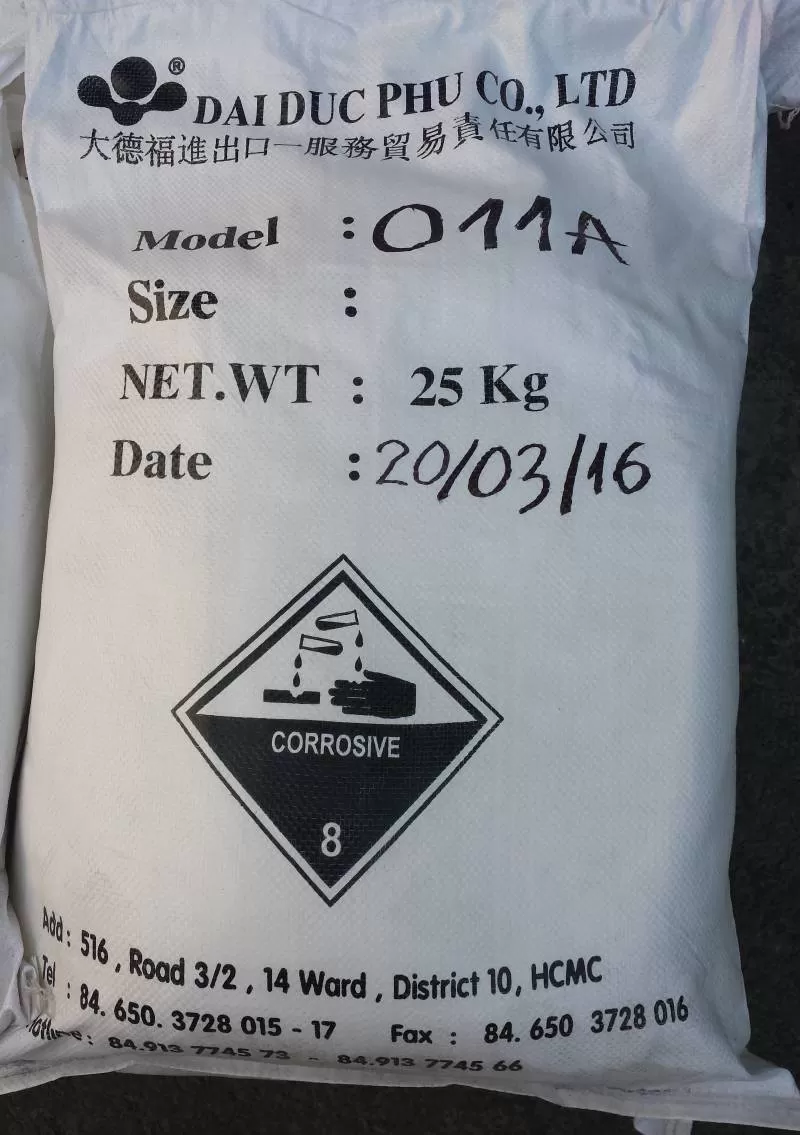 ®
DAI DUC PHU CO., LTD
大德福進出口一服務貿易責任有限公司
Model : 011A
Size :
NET.WT : 25 Kg
Date : 20/03/16
CORROSIVE
8
Add : 516 , Road 3/2 , 14 Ward , District 10, HCMC
Tel : 84. 650. 3728 015 - 17 Fax : 84. 650 3728 016
: 84.913 7745 73 - 84.913 7745 66